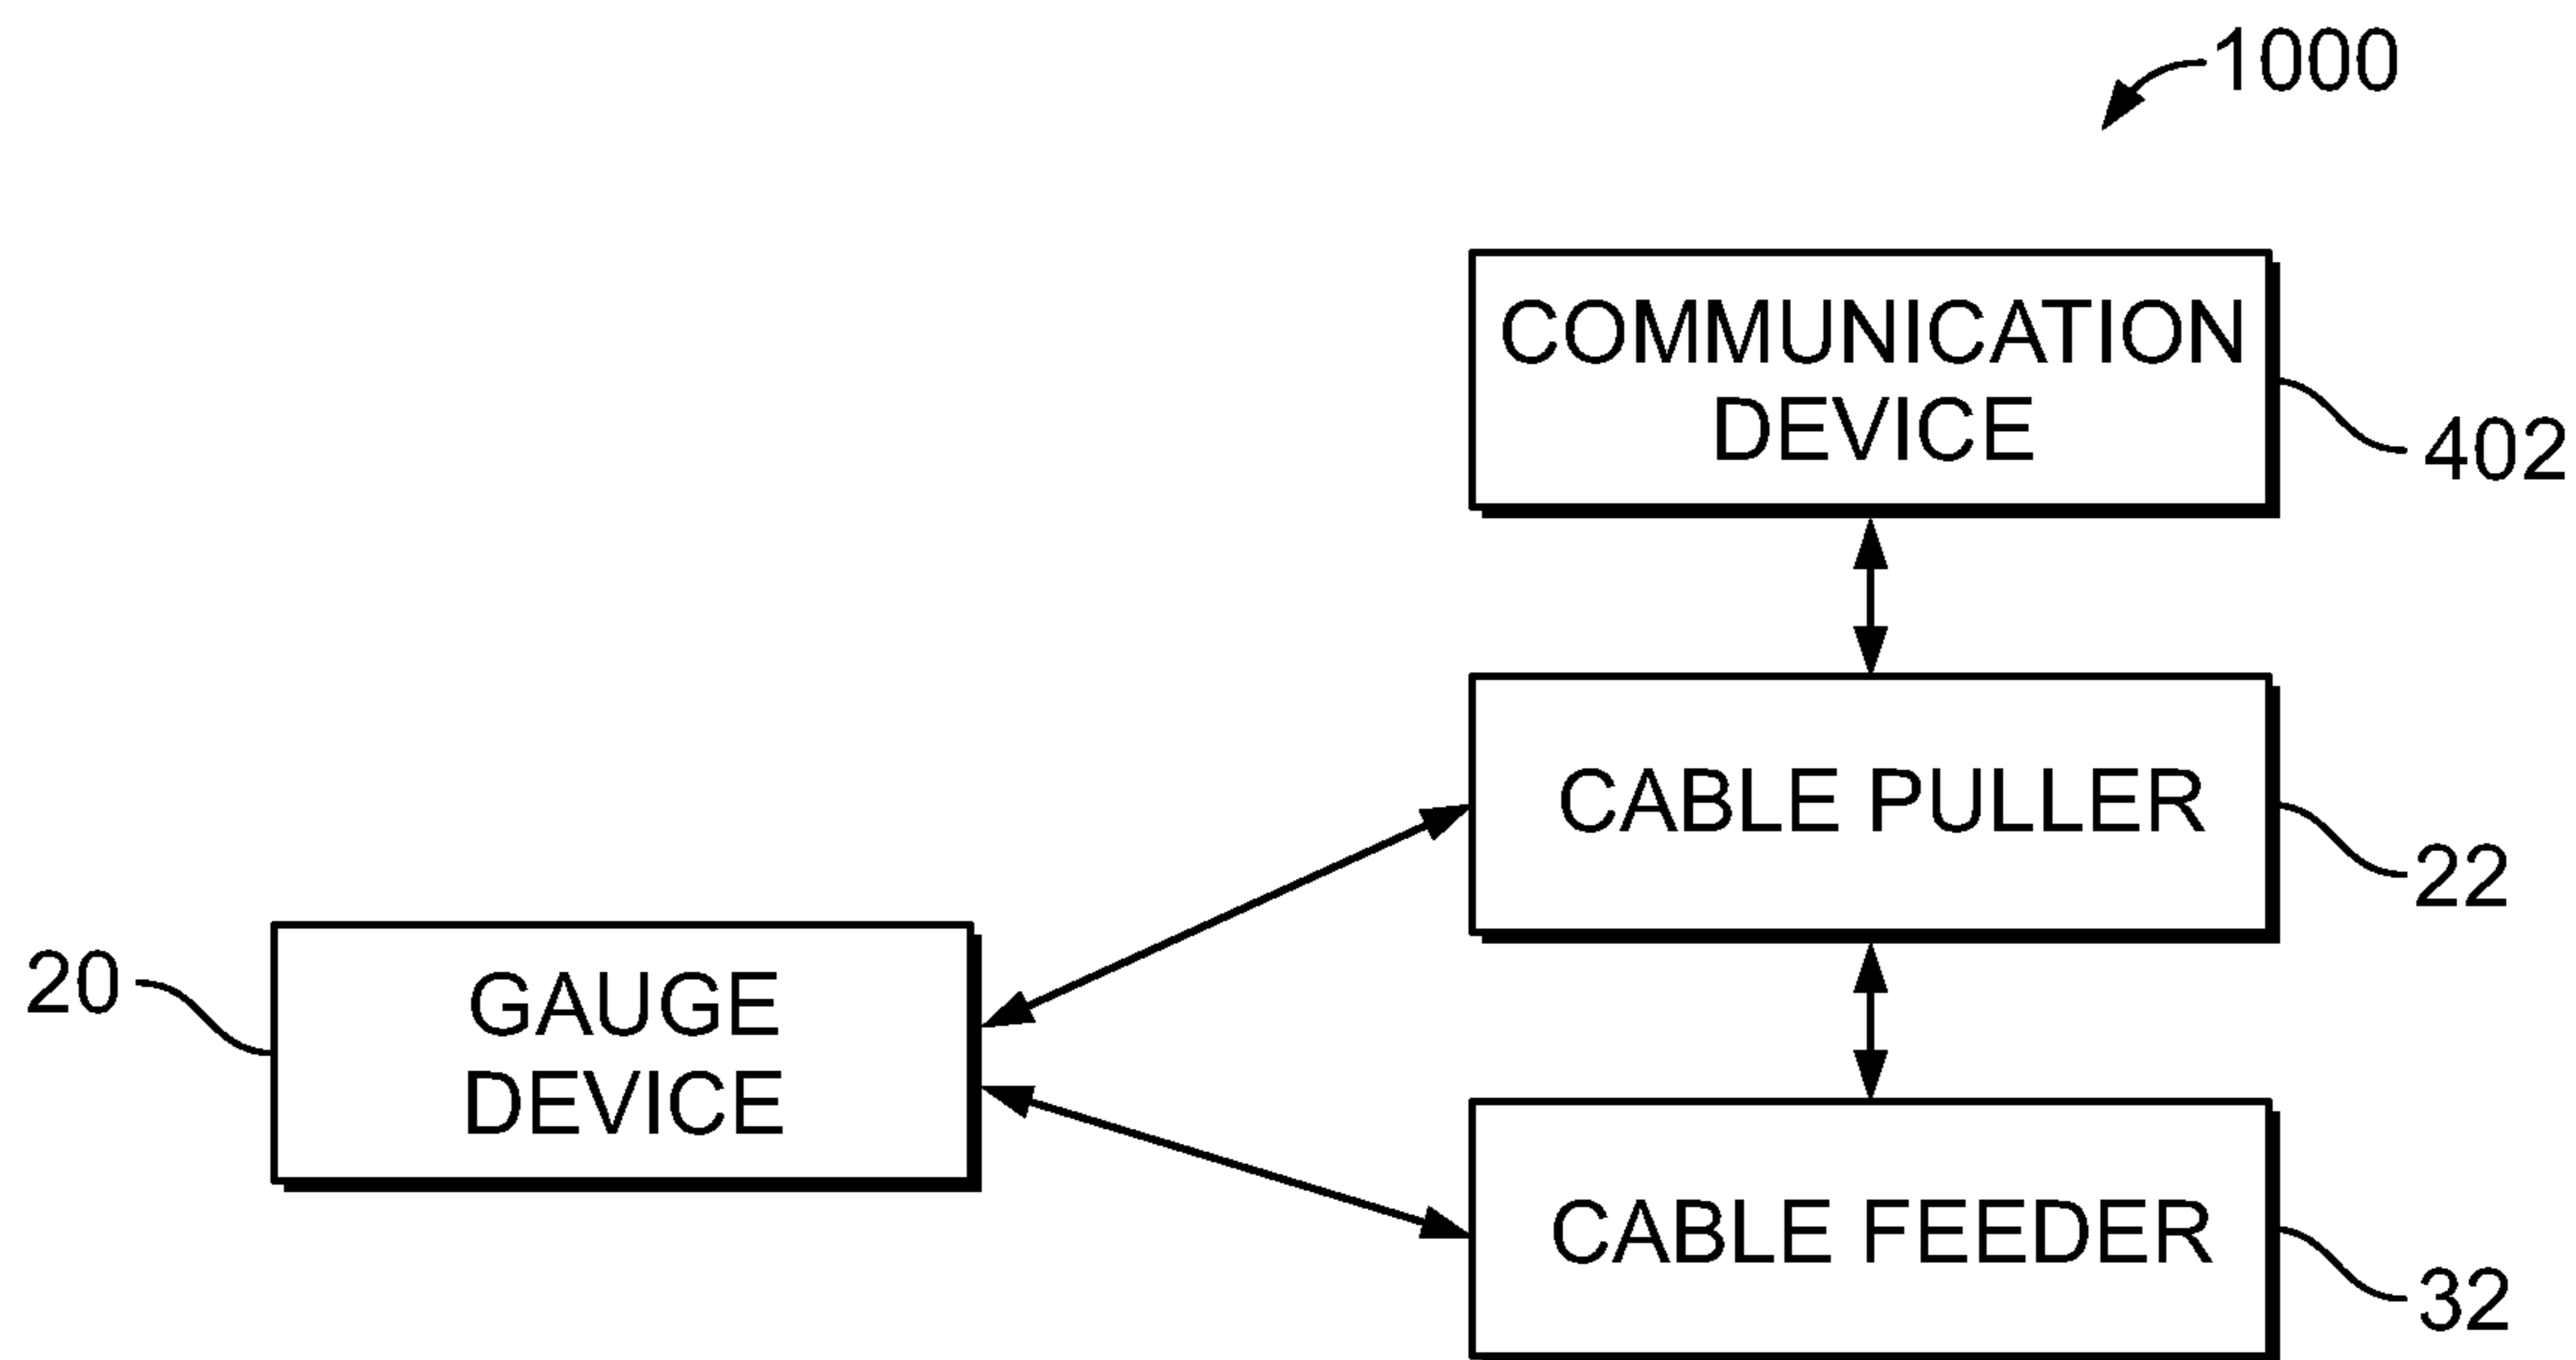 1000
COMMUNICATION
DEVICE
402
CABLE PULLER
22
20
GAUGE
DEVICE
CABLE FEEDER
32